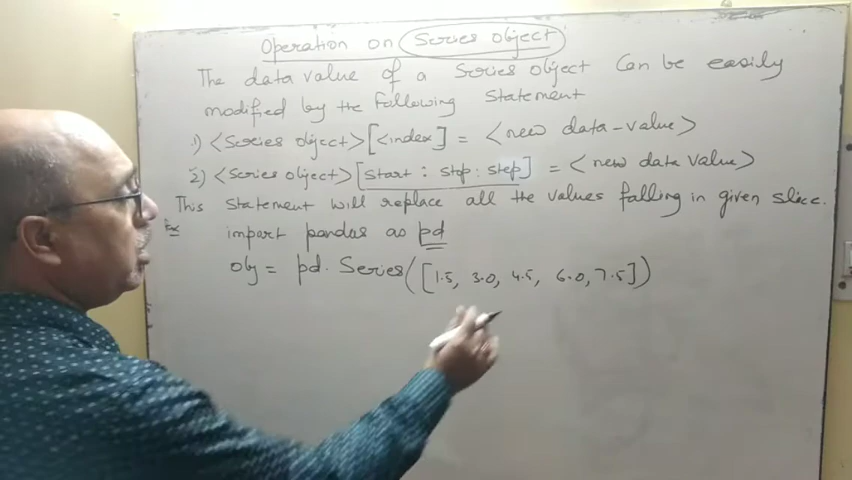 Operation on Series object
The data value of a Series object can be easily
modified by the following Statement
1) <Series object>[<index] = <new data-value>
2) <Series object>[Start : stop : step] = <new data value>
This statement will replace all the values falling in given slice.
Ex import pandas as pd
obj = pd. Series([1.5, 3.0, 4.5, 6.0, 7.5])